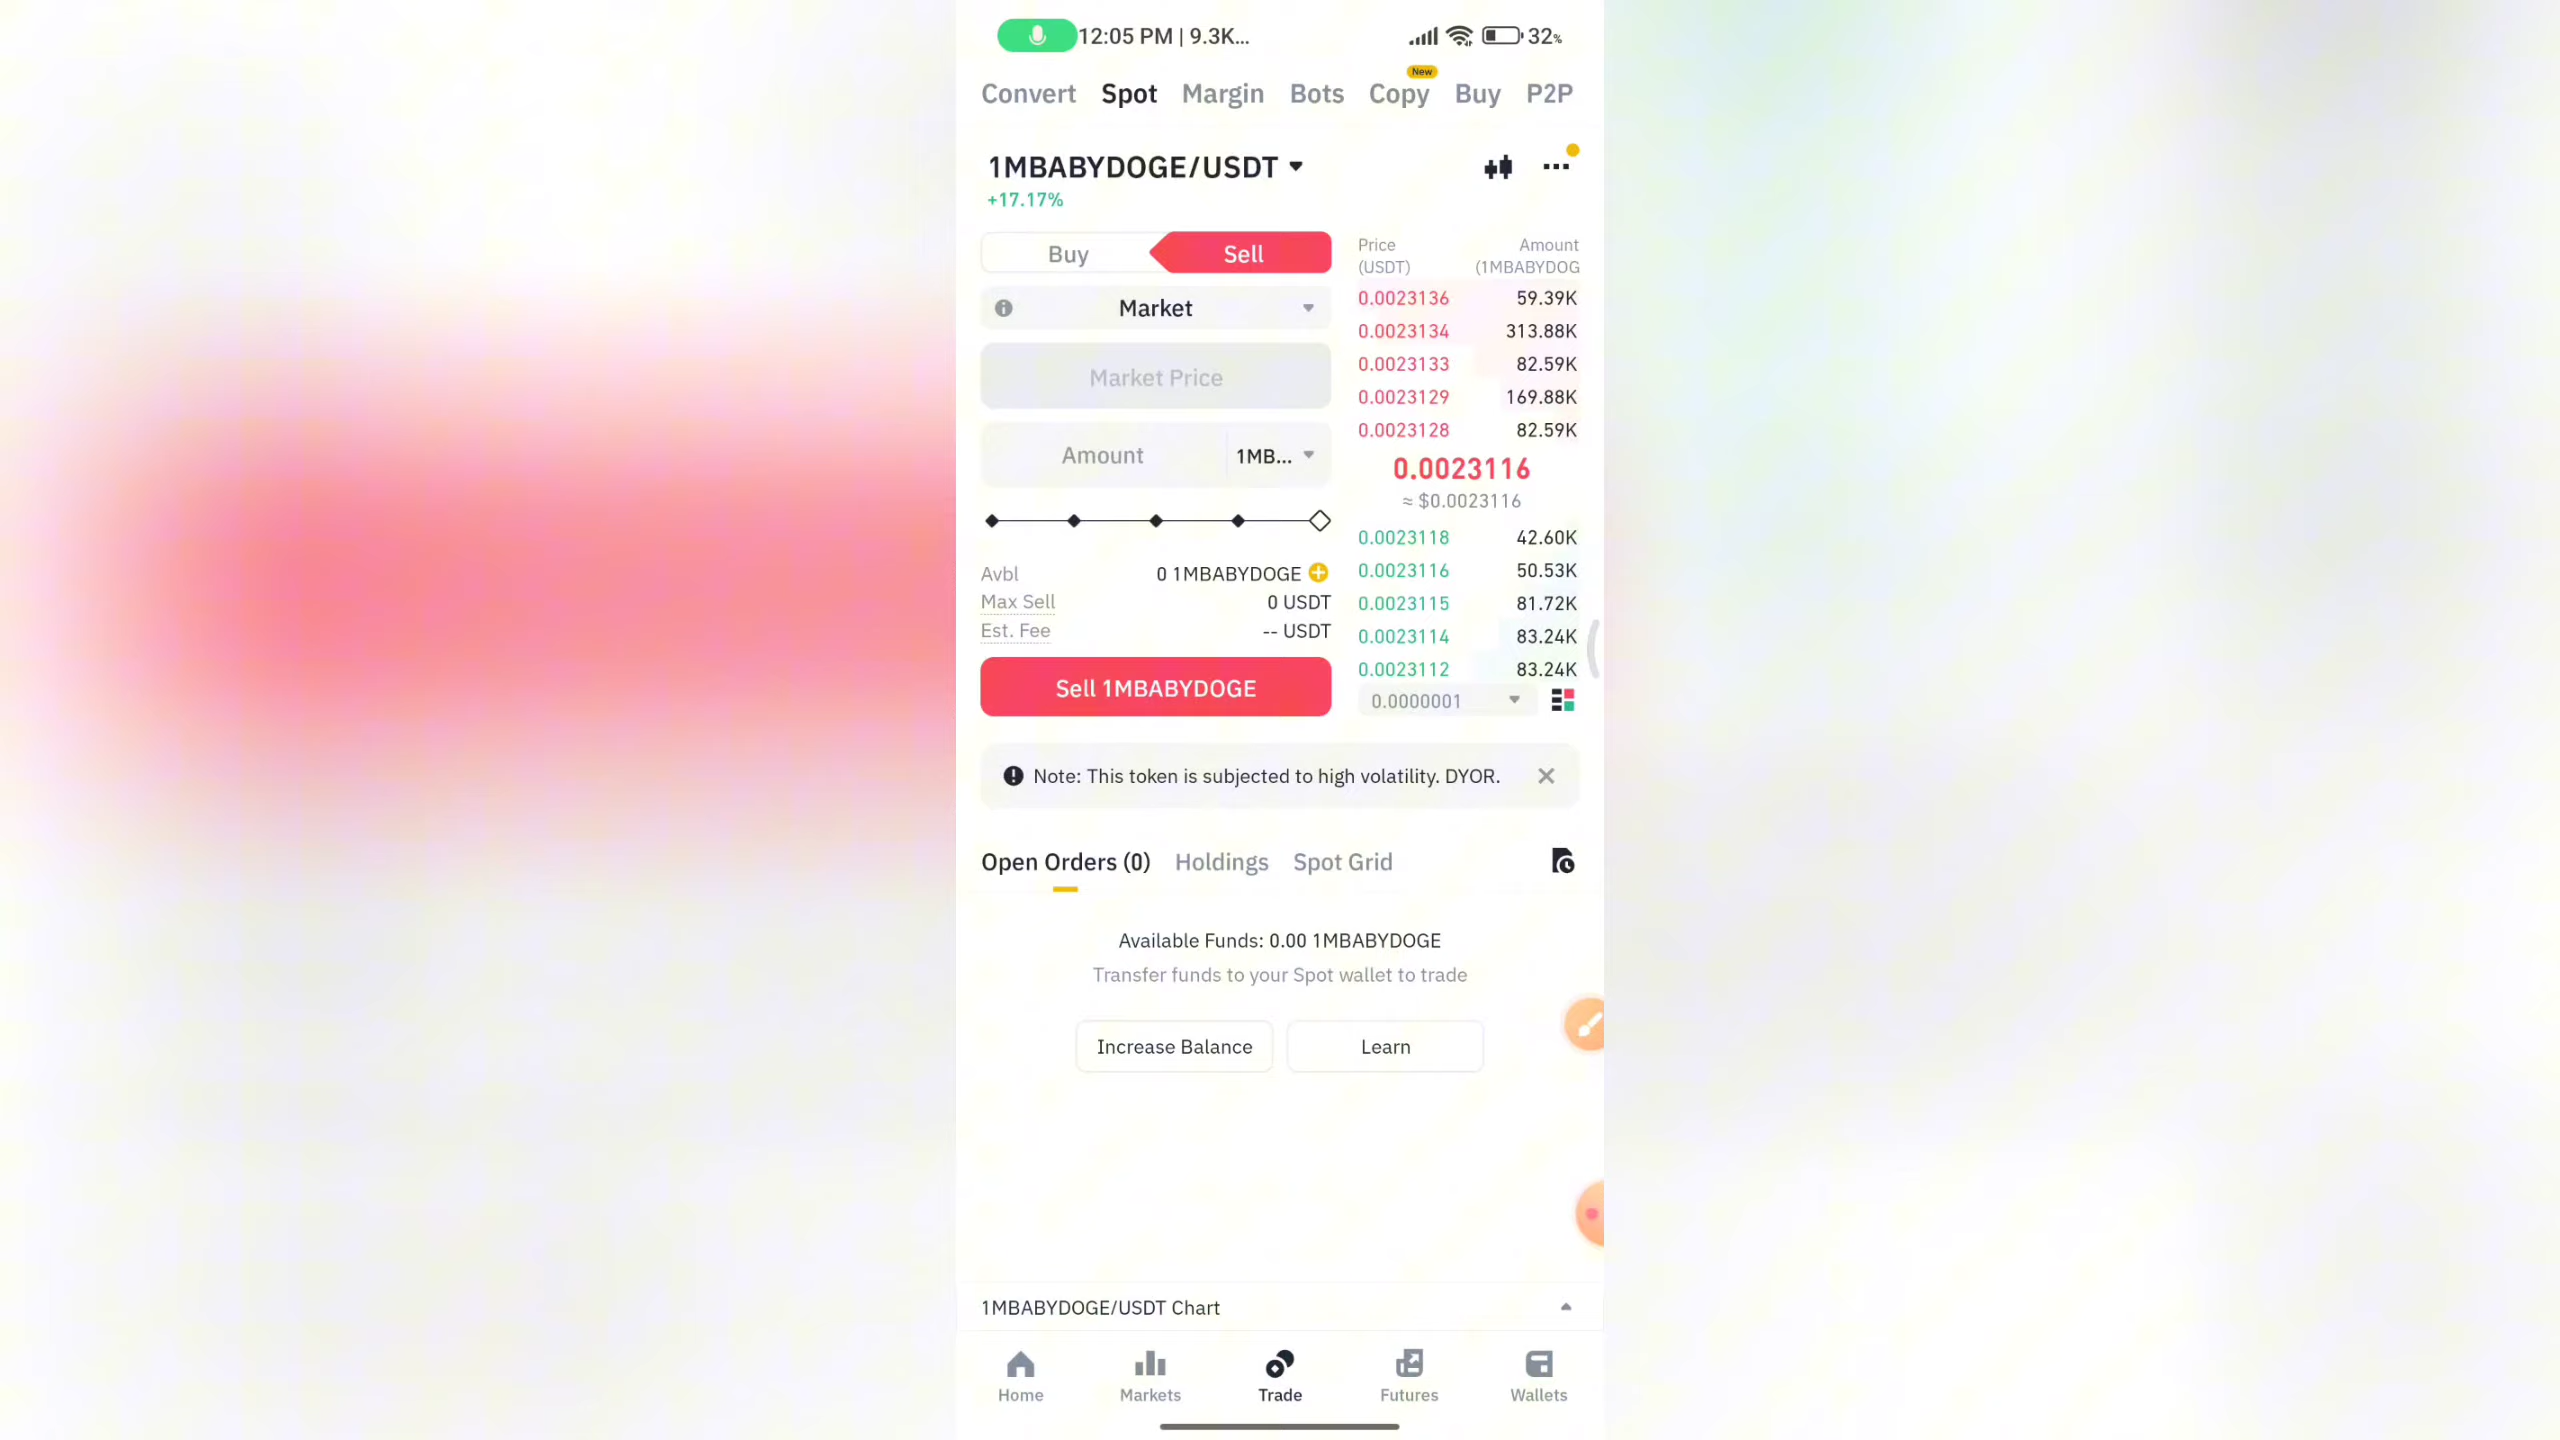 12:05 PM | 9.3K... 32%
New
Convert Spot Margin Bots Copy Buy P2P
1MBABYDOGE/USDT
+17.17%
Buy Sell
Market
Market Price
Amount 1MB...
Avbl 0 1MBABYDOGE
Max Sell 0 USDT
Est. Fee -- USDT
Sell 1MBABYDOGE
Price Amount
(USDT) (1MBABYDOG
0.0023136 59.39K
0.0023134 313.88K
0.0023133 82.59K
0.0023129 169.88K
0.0023128 82.59K
0.0023116
≈ $0.0023116
0.0023118 42.60K
0.0023116 50.53K
0.0023115 81.72K
0.0023114 83.24K
0.0023112 83.24K
0.0000001
Note: This token is subjected to high volatility. DYOR.
Open Orders (0) Holdings Spot Grid
Available Funds: 0.00 1MBABYDOGE
Transfer funds to your Spot wallet to trade
Increase Balance Learn
1MBABYDOGE/USDT Chart
Home Markets Trade Futures Wallets